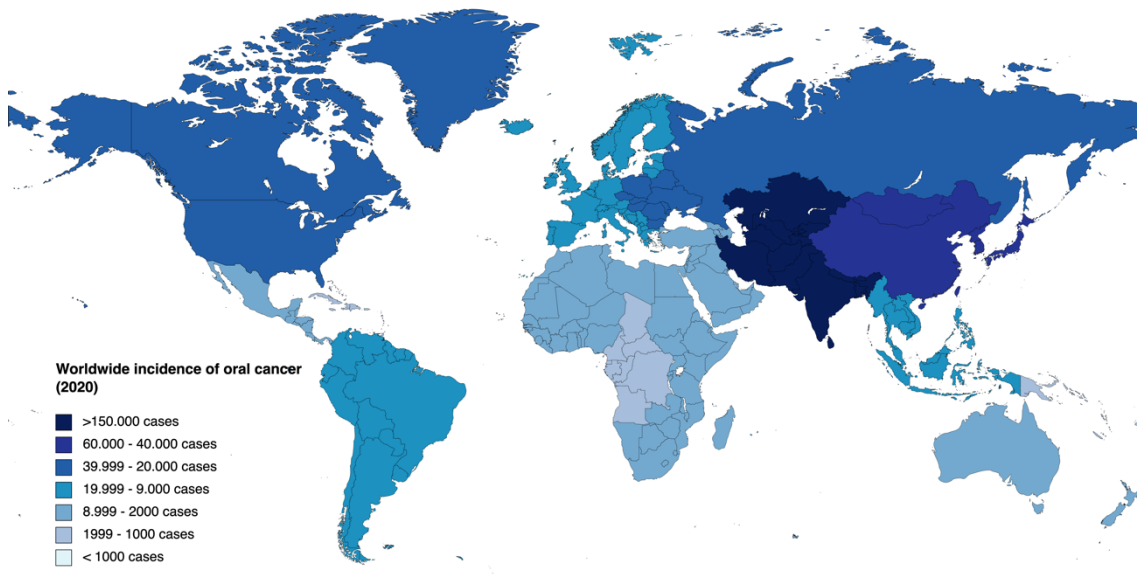 Worldwide incidence of oral cancer
(2020)
>150.000 cases
60.000 - 40.000 cases
39.999 - 20.000 cases
19.999 - 9.000 cases
8.999 - 2000 cases
1999 - 1000 cases
< 1000 cases